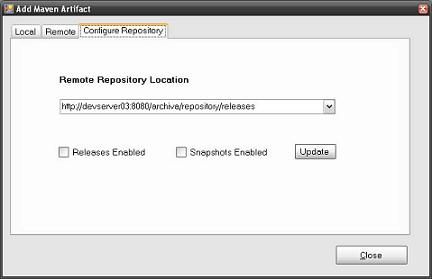 Add Maven Artifact
Local Remote Configure Repository
Remote Repository Location
http://devserver03:8080/archiva/repository/releases
Releases Enabled Snapshots Enabled Update
Close